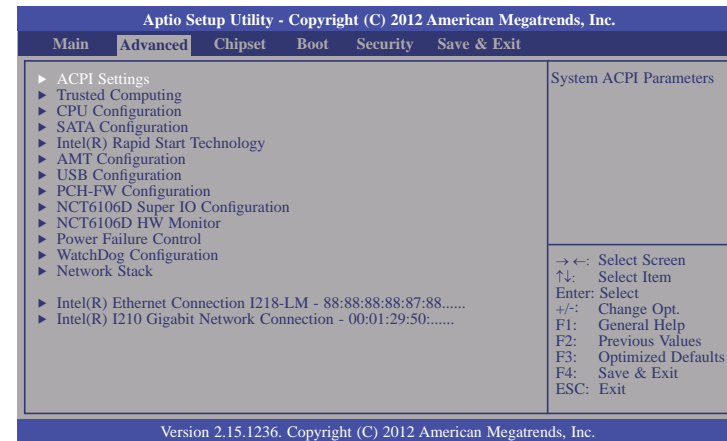 Aptio Setup Utility - Copyright (C) 2012 American Megatrends, Inc.
Main Advanced Chipset Boot Security Save & Exit
► ACPI Settings
► Trusted Computing
► CPU Configuration
► SATA Configuration
► Intel(R) Rapid Start Technology
► AMT Configuration
► USB Configuration
► PCH-FW Configuration
► NCT6106D Super IO Configuration
► NCT6106D HW Monitor
► Power Failure Control
► WatchDog Configuration
► Network Stack
► Intel(R) Ethernet Connection I218-LM - 88:88:88:88:87:88......
► Intel(R) I210 Gigabit Network Connection - 00:01:29:50:......
System ACPI Parameters
→←: Select Screen
↑↓: Select Item
Enter: Select
+/-: Change Opt.
F1: General Help
F2: Previous Values
F3: Optimized Defaults
F4: Save & Exit
ESC: Exit
Version 2.15.1236. Copyright (C) 2012 American Megatrends, Inc.